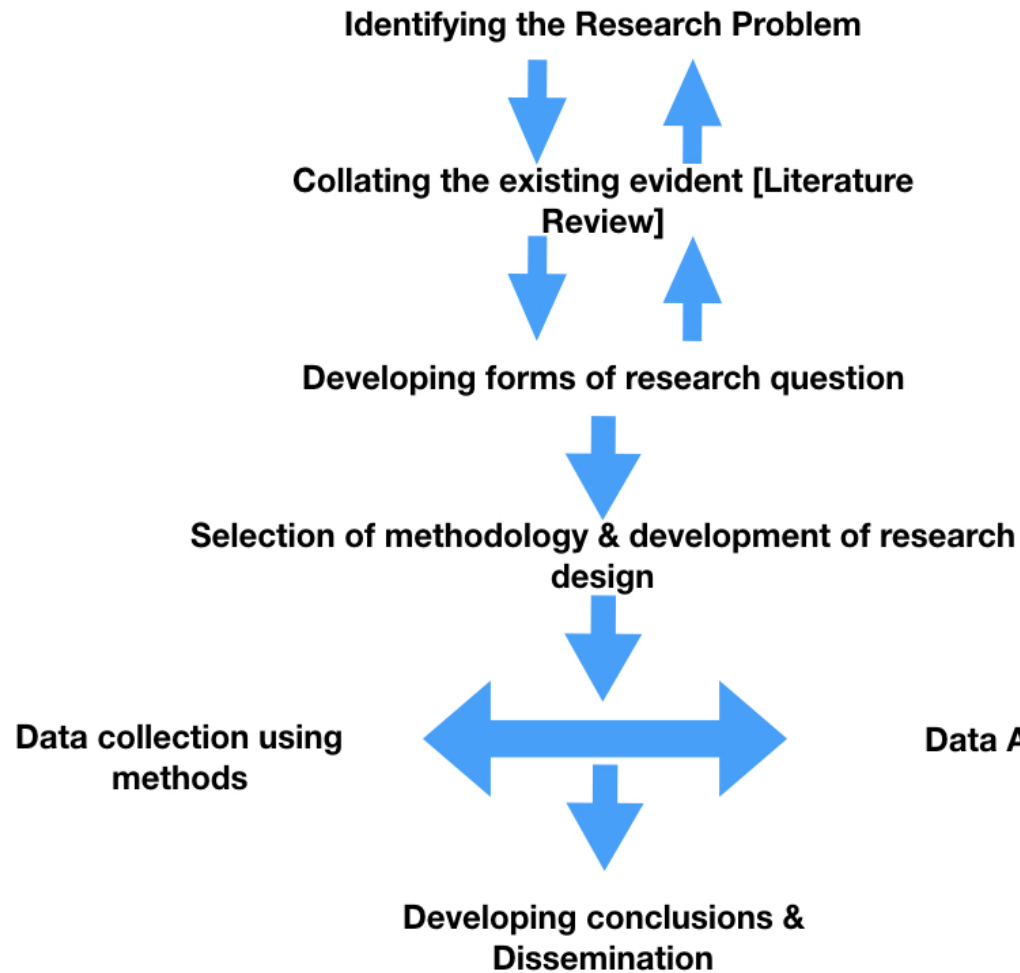 Identifying the Research Problem
Collating the existing evident [Literature
Review]
Developing forms of research question
Selection of methodology & development of research
design
Data collection using
methods
Data A
Developing conclusions &
Dissemination